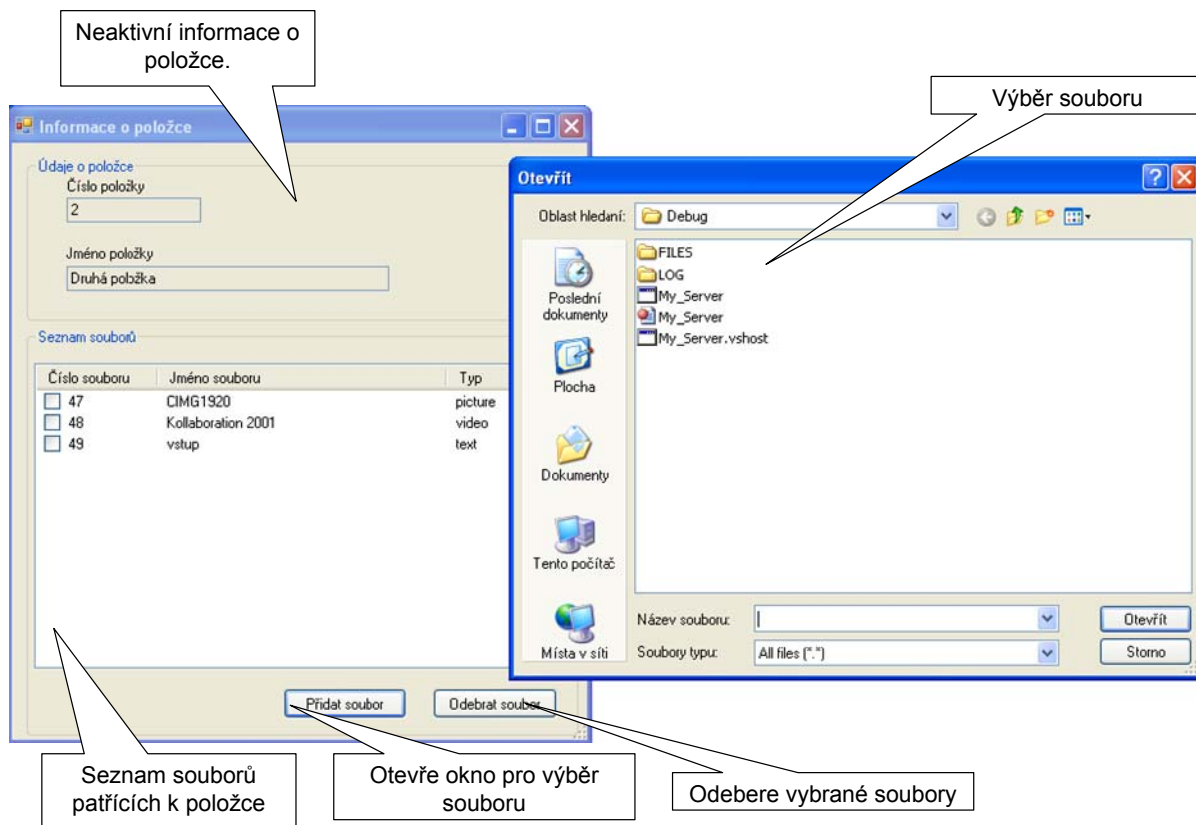 Neaktivní informace o
položce.
Výběr souboru
Informace o položce
Údaje o položce
Číslo položky
2
Jméno položky
Druhá položka
Seznam souborů
Číslo souboru Jméno souboru Typ
47 CIMG1920 picture
48 Kollaboration 2001 video
49 vstup text
Přidat soubor Odebrat soubor
Otevřít
Oblast hledání: Debug
Poslední
dokumenty
Plocha
Dokumenty
Tento počítač
Místa v síti
FILES
LOG
My_Server
My_Server
My_Server.vshost
Název souboru: Otevřít
Soubory typu: All files (*.*) Storno
Seznam souborů
patřících k položce
Otevře okno pro výběr
souboru
Odebere vybrané soubory